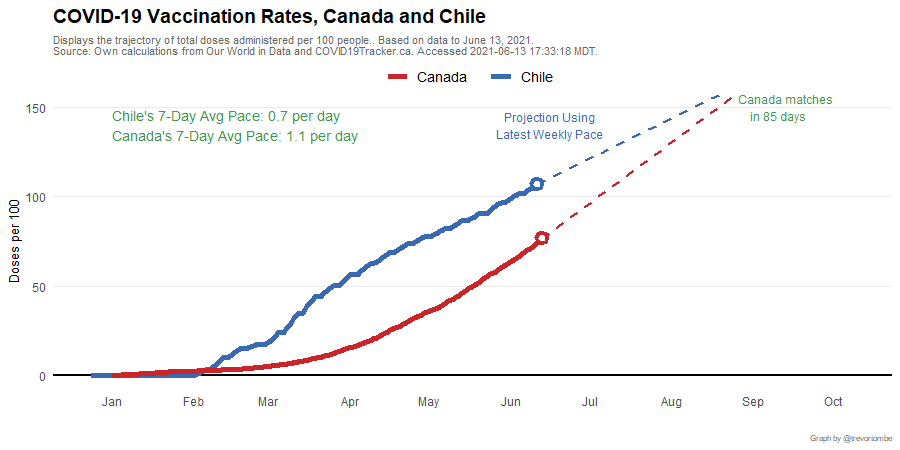 COVID-19 Vaccination Rates, Canada and Chile
Displays the trajectory of total doses administered per 100 people.. Based on data to June 13, 2021.
Source: Own calculations from Our World in Data and COVID19Tracker.ca. Accessed 2021-06-13 17:33:18 MDT.
Canada Chile
Chile's 7-Day Avg Pace: 0.7 per day
Canada's 7-Day Avg Pace: 1.1 per day
Projection Using
Latest Weekly Pace
Canada matches
in 85 days
Doses per 100
150
100
50
0
Jan Feb Mar Apr May Jun Jul Aug Sep Oct
Graph by @trevortombe